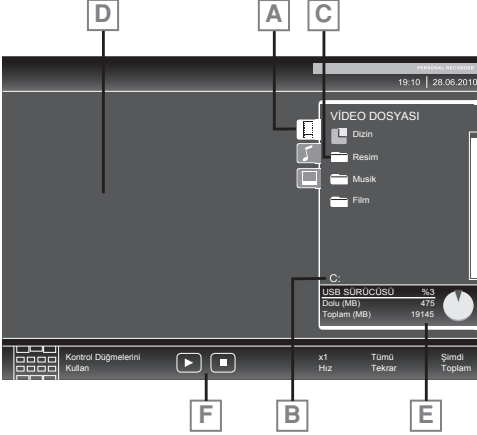 D A C
PERSONAL RECORDER
19:10 28.06.2010
VİDEO DOSYASI
Dizin
Resim
Musik
Film
C:
USB SÜRÜCÜSÜ %3
Dolu (MB) 475
Toplam (MB) 19145
Kontrol Düğmelerini
Kullan
x1 Tümü Şimdi
Hız Tekrar Toplam
F B E